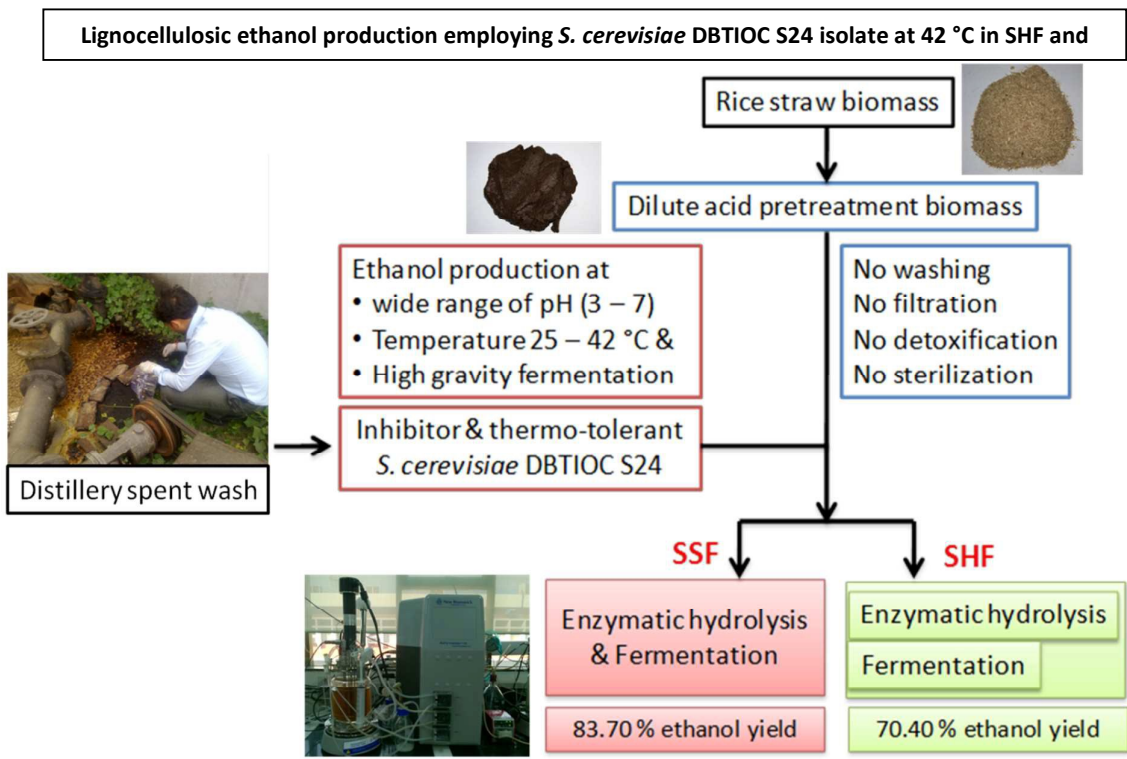 Lignocellulosic ethanol production employing S. cerevisiae DBTIOC S24 isolate at 42 °C in SHF and
Rice straw biomass
Dilute acid pretreatment biomass
Ethanol production at
• wide range of pH (3 – 7)
• Temperature 25 – 42 °C &
• High gravity fermentation
No washing
No filtration
No detoxification
No sterilization
Inhibitor & thermo-tolerant
S. cerevisiae DBTIOC S24
Distillery spent wash
SSF
SHF
Enzymatic hydrolysis
& Fermentation
Enzymatic hydrolysis
Fermentation
83.70 % ethanol yield
70.40 % ethanol yield